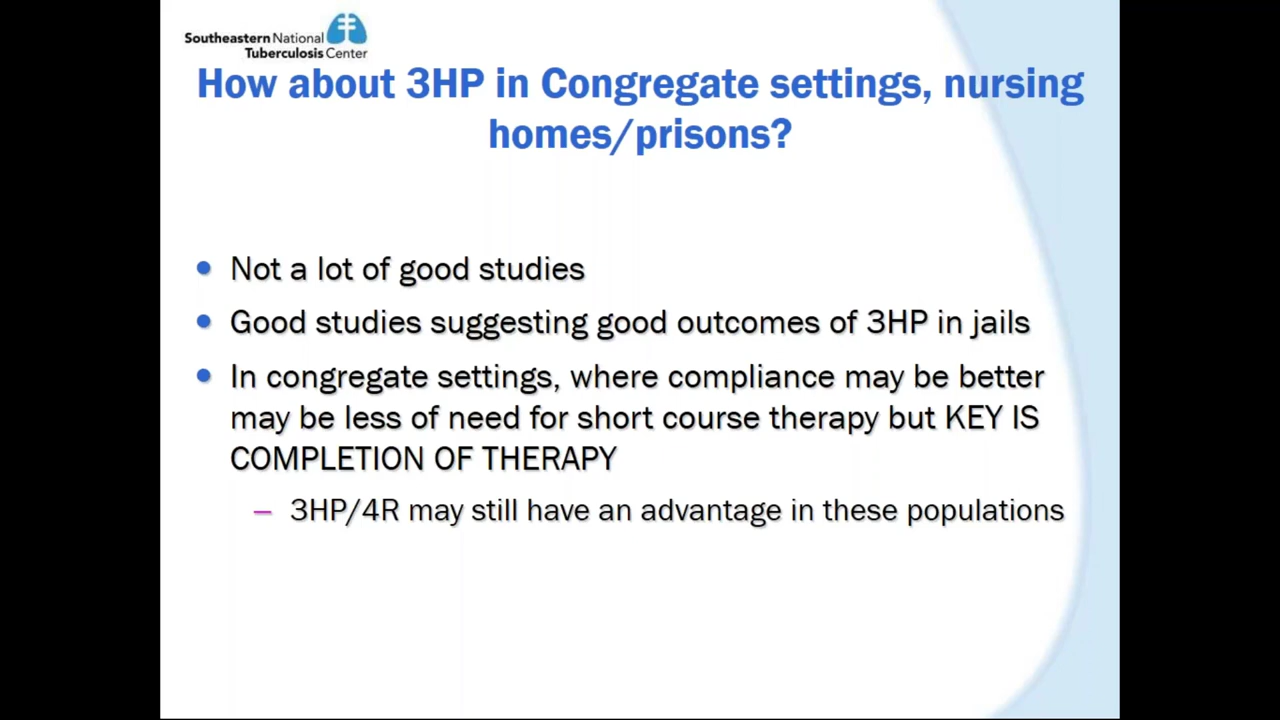 Southeastern National
Tuberculosis Center
How about 3HP in Congregate settings, nursing
homes/prisons?
• Not a lot of good studies
• Good studies suggesting good outcomes of 3HP in jails
• In congregate settings, where compliance may be better
may be less of need for short course therapy but KEY IS
COMPLETION OF THERAPY
– 3HP/4R may still have an advantage in these populations